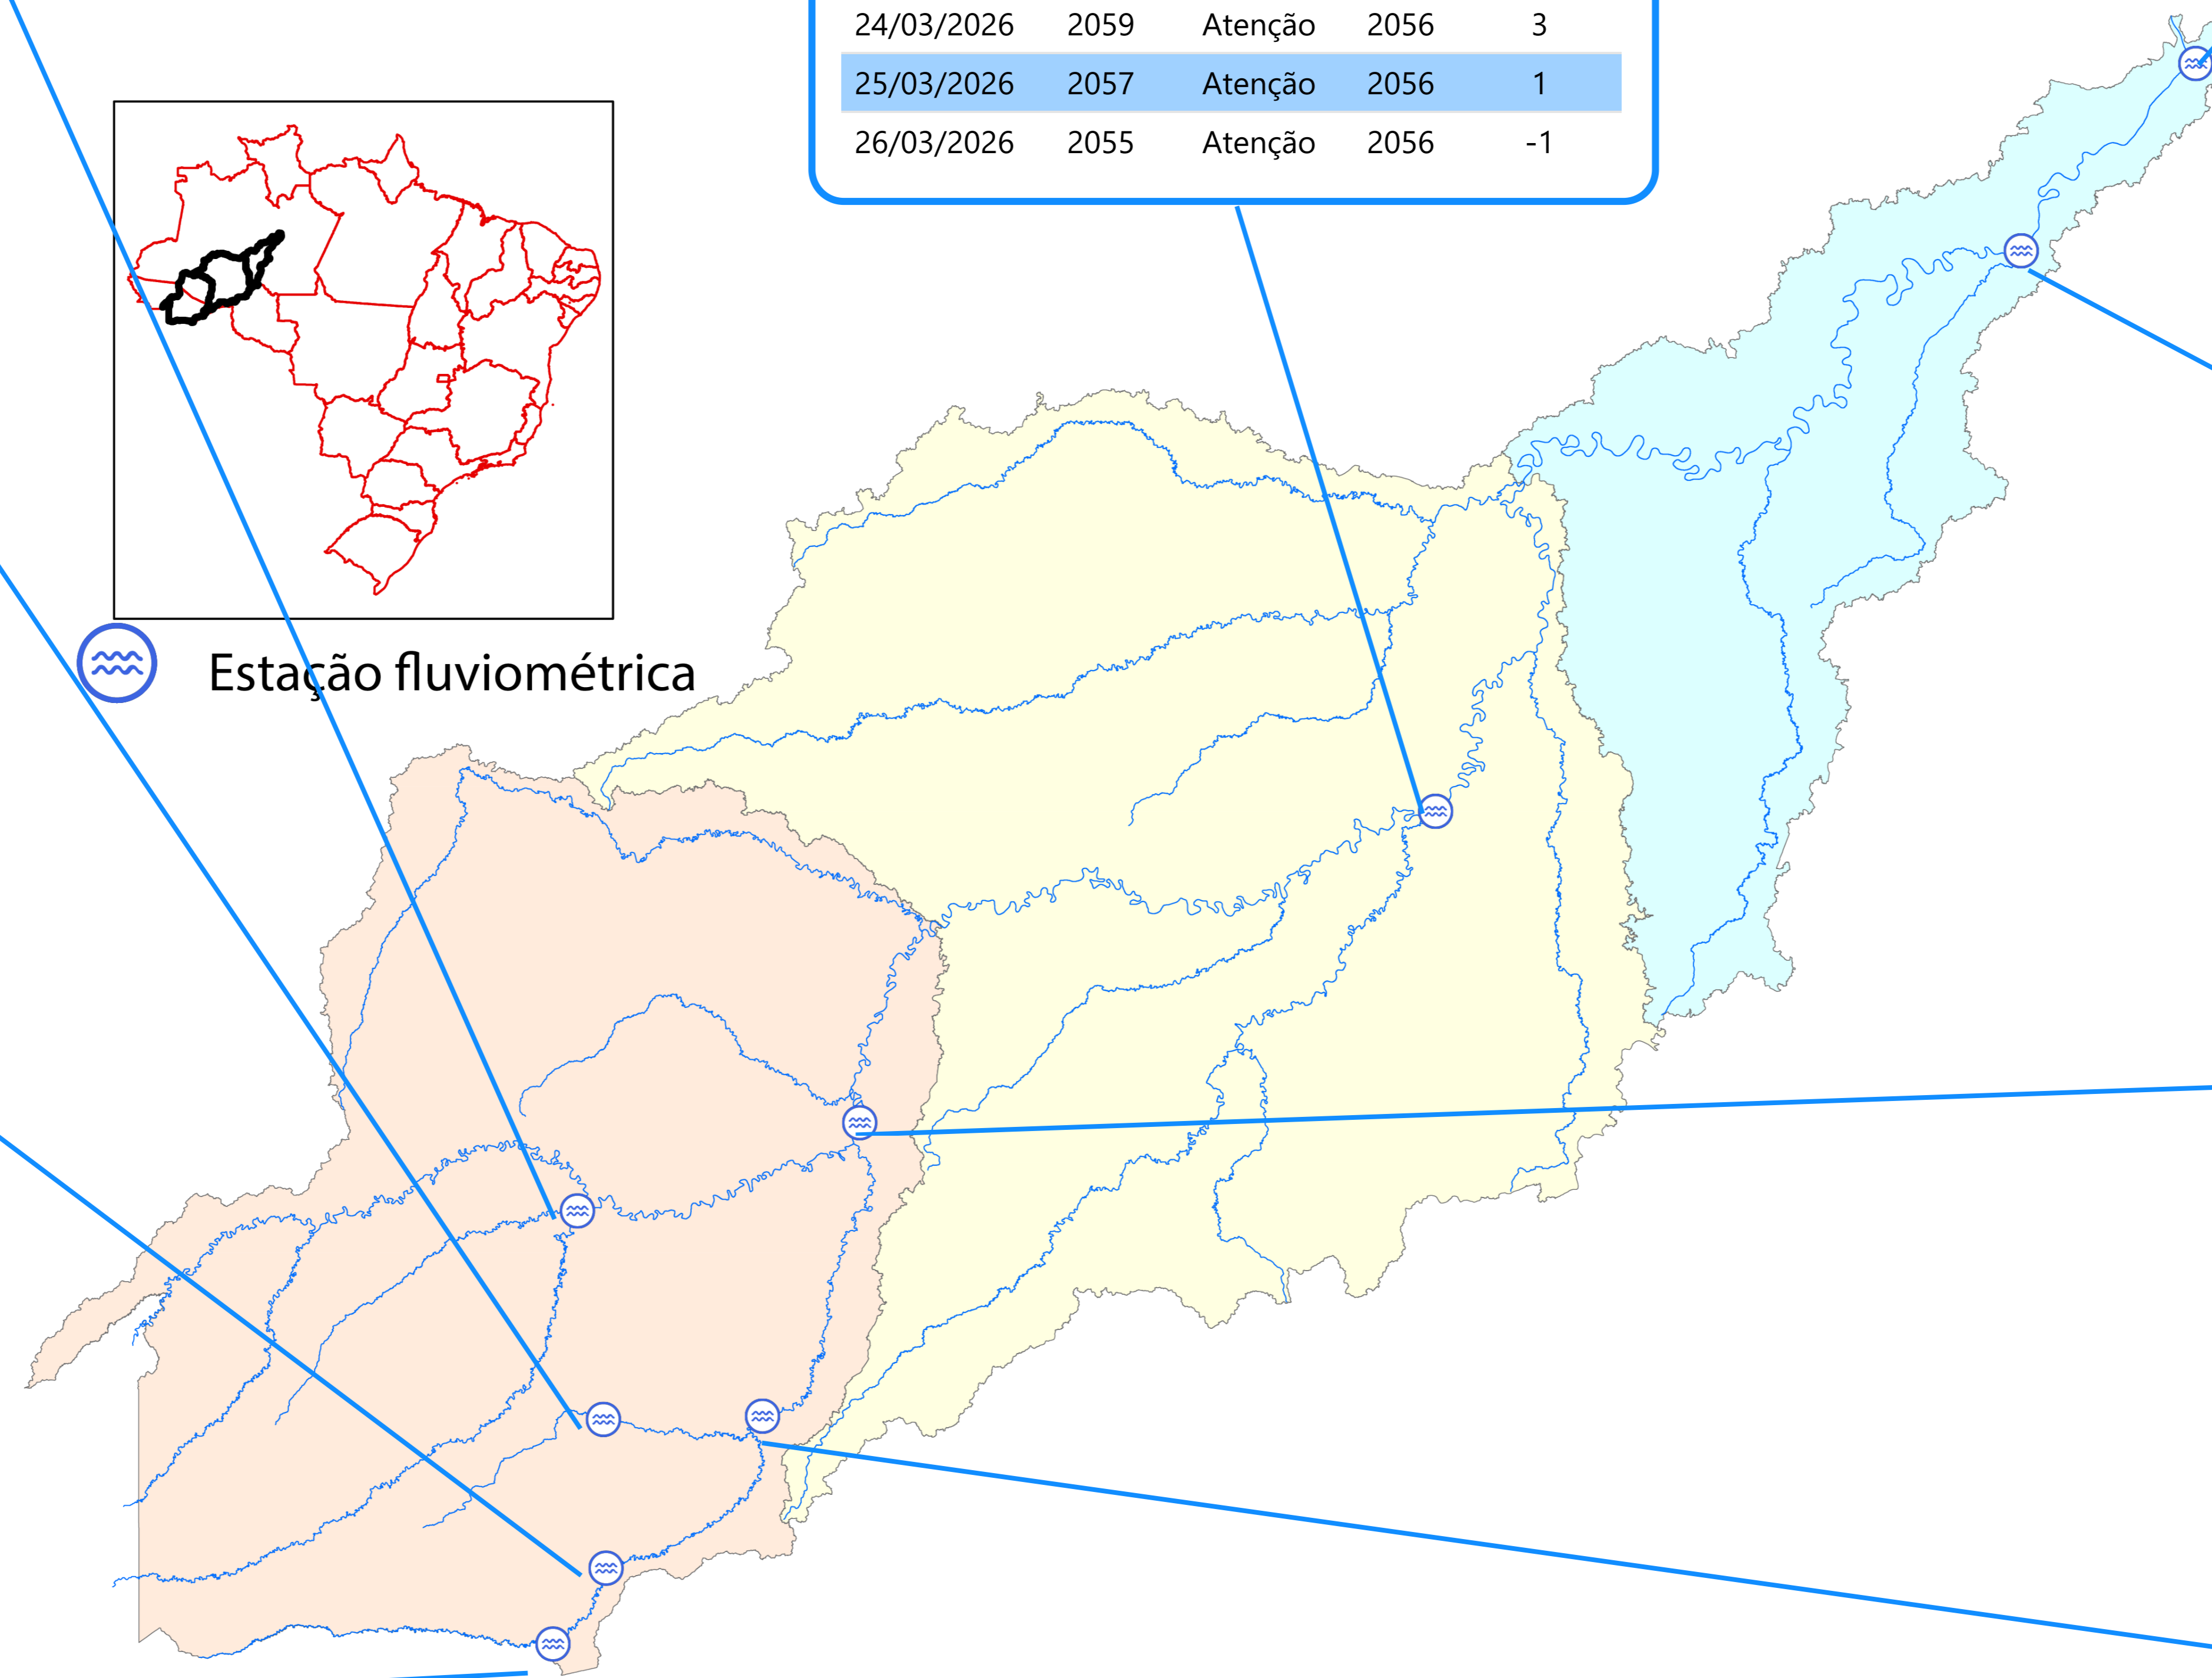 24/03/2026 2059 Atenção 2056 3
25/03/2026 2057 Atenção 2056 1
26/03/2026 2055 Atenção 2056 -1
Estação fluviométrica